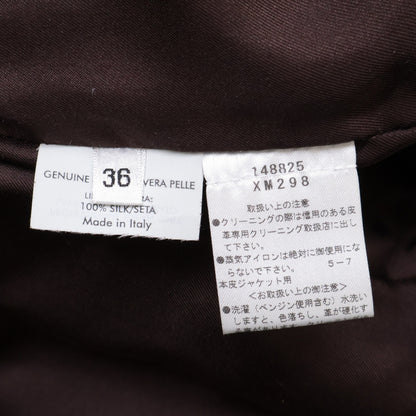 GENUINE VERA PELLE
36
100% SILK/SETA
Made in Italy
148825
XM298
取扱い上の注意
●クリーニングの際は信用のある皮
革専用クリーニング取扱店に出し
て下さい。
●蒸気アイロンは絶対に御使用にな
らないで下さい。 5-7
本皮ジャケット用
<お取扱い上の御注意>
●洗濯(ベンジン使用含む)水洗い
しますと、色落ちし、革が硬化し